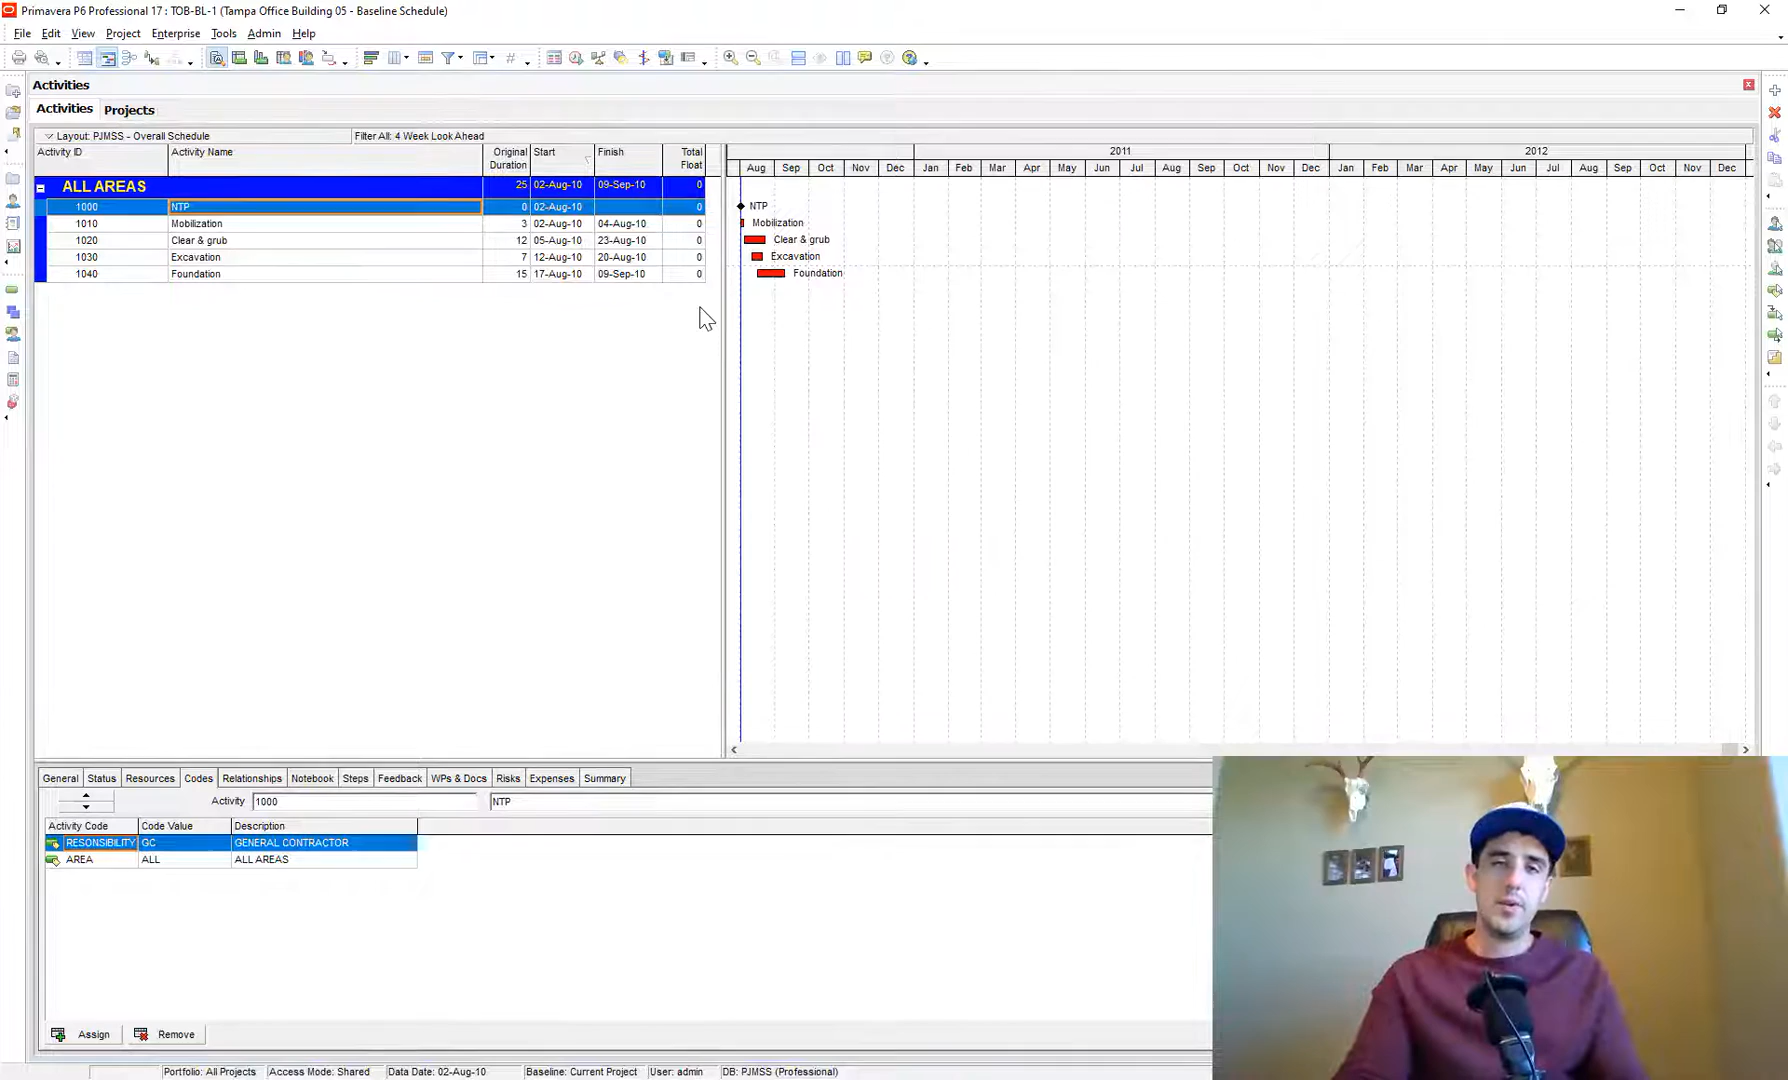 Primavera P6 Professional 17 : TOB-BL-1 (Tampa Office Building 05 - Baseline Schedule)
File Edit View Project Enterprise Tools Admin Help
Activities
Activities Projects
Layout: PJMSS - Overall Schedule Filter All: 4 Week Look Ahead
Activity ID Activity Name Original Duration Start Finish Total Float
2011 2012
Aug Sep Oct Nov Dec Jan Feb Mar Apr May Jun Jul Aug Sep Oct Nov Dec Jan Feb Mar Apr May Jun Jul Aug Sep Oct Nov Dec
ALL AREAS 25 02-Aug-10 09-Sep-10 0
1000 NTP 0 02-Aug-10 0 NTP
1010 Mobilization 3 02-Aug-10 04-Aug-10 0 Mobilization
1020 Clear & grub 12 05-Aug-10 23-Aug-10 0 Clear & grub
1030 Excavation 7 12-Aug-10 20-Aug-10 0 Excavation
1040 Foundation 15 17-Aug-10 09-Sep-10 0 Foundation
General Status Resources Codes Relationships Notebook Steps Feedback WPs & Docs Risks Expenses Summary
Activity 1000 NTP
Activity Code Code Value Description
RESONSIBILITY GC GENERAL CONTRACTOR
AREA ALL ALL AREAS
Assign Remove
Portfolio: All Projects Access Mode: Shared Data Date: 02-Aug-10 Baseline: Current Project User: admin DB: PJMSS (Professional)